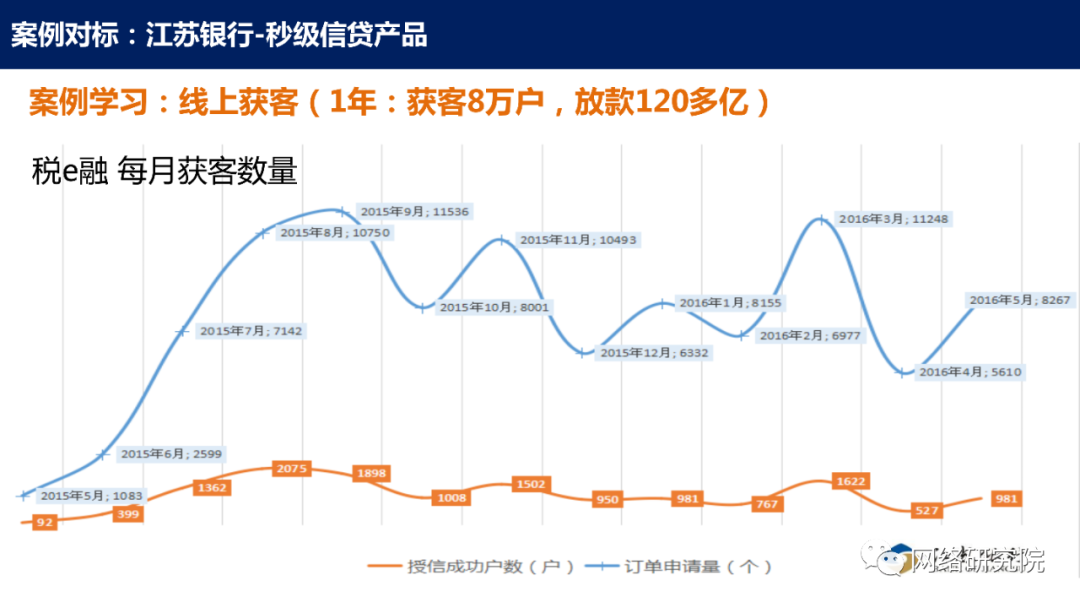 案例对标：江苏银行-秒级信贷产品
案例学习：线上获客（1年：获客8万户，放款120多亿）
税e融 每月获客数量
2015年9月; 11536
2016年3月; 11248
2015年8月; 10750
2015年11月; 10493
2016年5月; 8267
2016年1月; 8155
2015年10月; 8001
2015年7月; 7142
2016年2月; 6977
2015年12月; 6332
2016年4月; 5610
2015年6月; 2599
2015年5月; 1083
92
399
1362
2075
1898
1008
1502
950
981
767
1622
527
981
授信成功户数（户）
订单申请量（个）
网络研究院